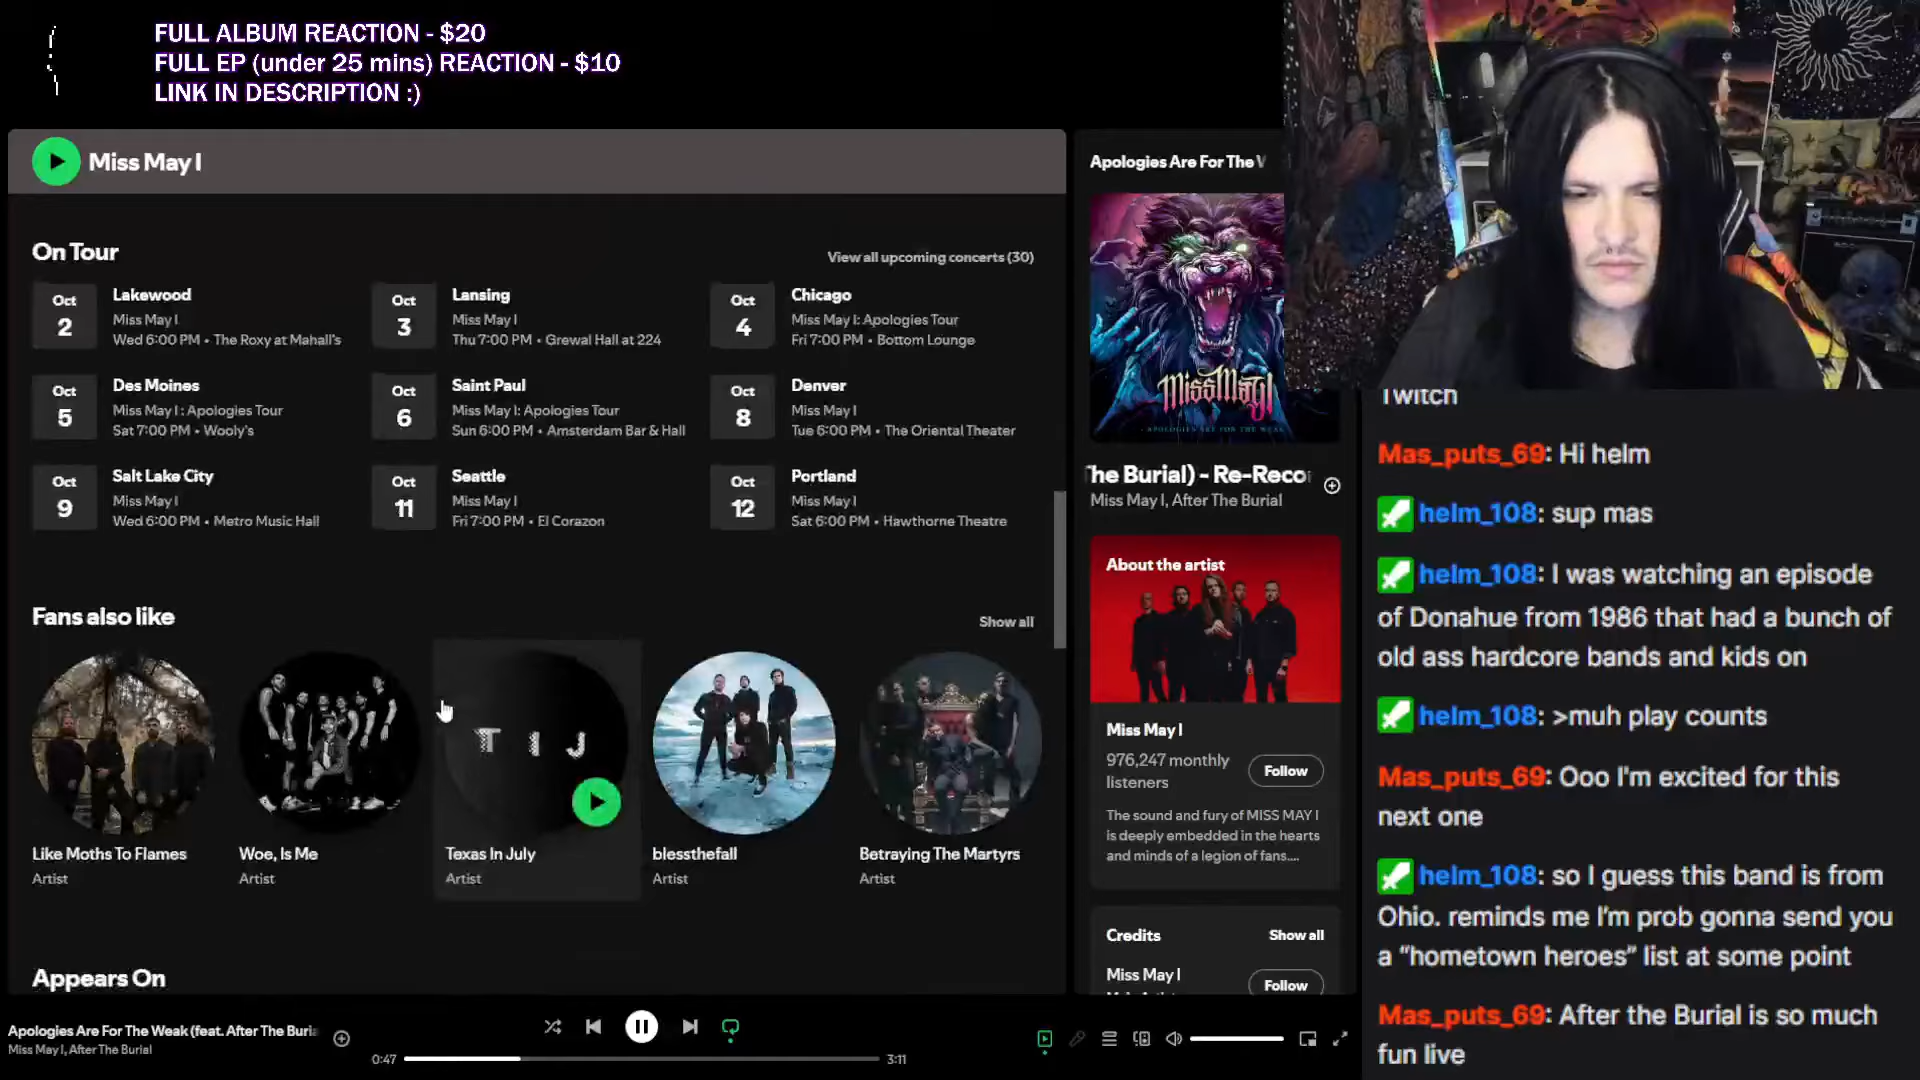 FULL ALBUM REACTION - $20
FULL EP (under 25 mins) REACTION - $10
LINK IN DESCRIPTION :)
Miss May I
On Tour
View all upcoming concerts (30)
Oct
2
Lakewood
Miss May I
Wed 6:00 PM • The Roxy at Mahall's
Oct
3
Lansing
Miss May I
Thu 7:00 PM • Grewal Hall at 224
Oct
4
Chicago
Miss May I: Apologies Tour
Fri 7:00 PM • Bottom Lounge
Oct
5
Des Moines
Miss May I : Apologies Tour
Sat 7:00 PM • Wooly's
Oct
6
Saint Paul
Miss May I: Apologies Tour
Sun 6:00 PM • Amsterdam Bar & Hall
Oct
8
Denver
Miss May I
Tue 6:00 PM • The Oriental Theater
Oct
9
Salt Lake City
Miss May I
Wed 6:00 PM • Metro Music Hall
Oct
11
Seattle
Miss May I
Fri 7:00 PM • El Corazon
Oct
12
Portland
Miss May I
Sat 6:00 PM • Hawthorne Theatre
Fans also like
Show all
T I J
Like Moths To Flames
Artist
Woe, Is Me
Artist
Texas In July
Artist
blessthefall
Artist
Betraying The Martyrs
Artist
Appears On
Apologies Are For The Weak (feat. After The Buria
Miss May I, After The Burial
0:47
3:11
Apologies Are For The W
MissMayI
APOLOGIES ARE FOR THE WEAK
The Burial) - Re-Reco
Miss May I, After The Burial
About the artist
Miss May I
976,247 monthly
listeners
Follow
The sound and fury of MISS MAY I
is deeply embedded in the hearts
and minds of a legion of fans....
Credits
Show all
Miss May I
Follow
Twitch
Mas_puts_69: Hi helm
helm_108: sup mas
helm_108: I was watching an episode
of Donahue from 1986 that had a bunch of
old ass hardcore bands and kids on
helm_108: >muh play counts
Mas_puts_69: Ooo I'm excited for this
next one
helm_108: so I guess this band is from
Ohio. reminds me I'm prob gonna send you
a “hometown heroes” list at some point
Mas_puts_69: After the Burial is so much
fun live